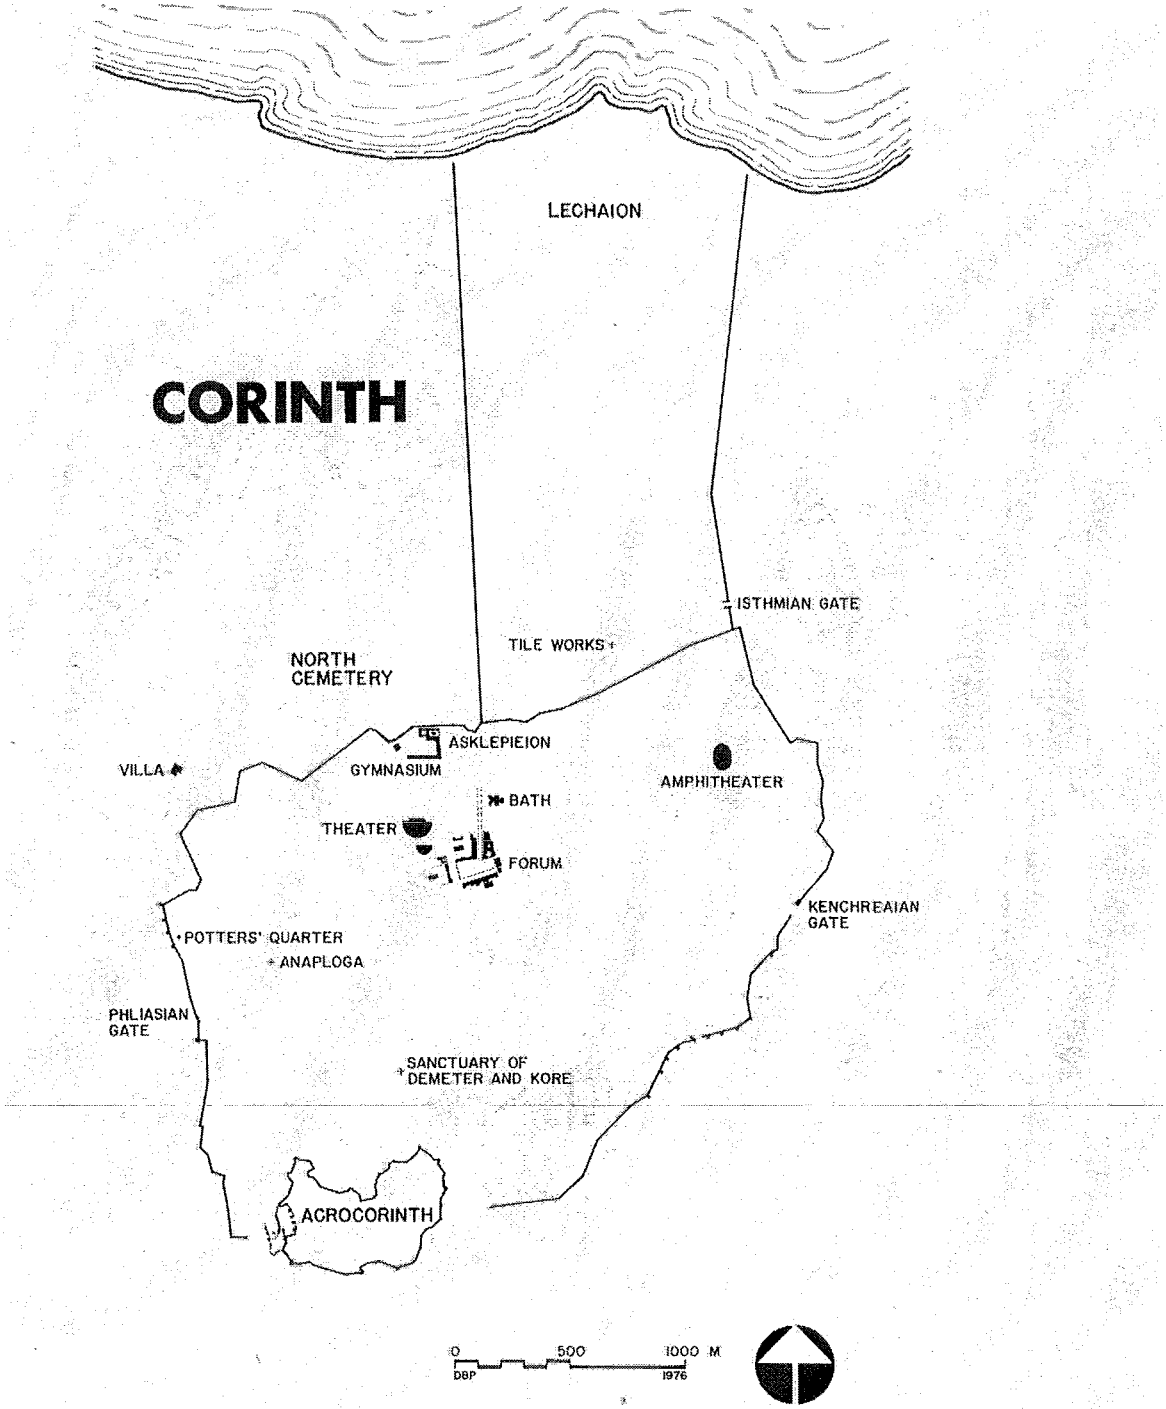 LECHAION
CORINTH
ISTHMIAN GATE
TILE WORKS
NORTH
CEMETERY
ASKLEPIEION
VILLA
GYMNASIUM
AMPHITHEATER
BATH
THEATER
FORUM
KENCHREAIAN
GATE
POTTERS' QUARTER
ANAPLOGA
PHLIASIAN
GATE
SANCTUARY OF
DEMETER AND KORE
ACROCORINTH
0 500 1000 M
DBP 1976